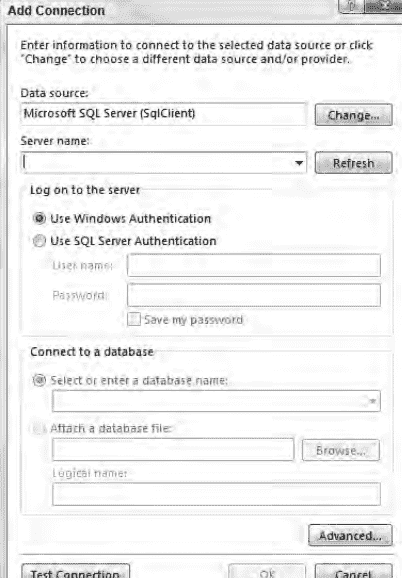 Add Connection
Enter information to connect to the selected data source or click
"Change" to choose a different data source and/or provider.
Data source:
Microsoft SQL Server (SqlClient)
Change...
Server name:
Refresh
Log on to the server
Use Windows Authentication
Use SQL Server Authentication
User name:
Password:
Save my password
Connect to a database
Select or enter a database name:
Attach a database file:
Browse...
Logical name:
Advanced...
Test Connection
OK
Cancel